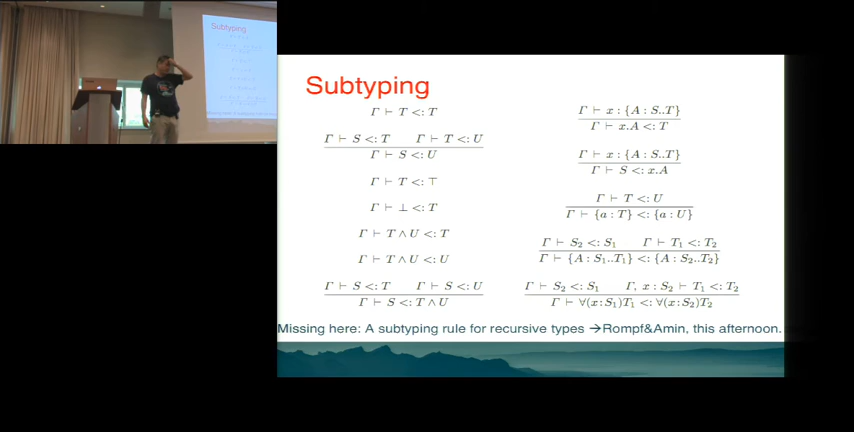 Subtyping
Γ ⊢ T <: T
Γ ⊢ S <: T Γ ⊢ T <: U
Γ ⊢ S <: U
Γ ⊢ T <: ⊤
Γ ⊢ ⊥ <: T
Γ ⊢ T ∧ U <: T
Γ ⊢ T ∧ U <: U
Γ ⊢ S <: T Γ ⊢ S <: U
Γ ⊢ S <: T ∧ U
Γ ⊢ x : {A : S..T}
Γ ⊢ x.A <: T
Γ ⊢ x : {A : S..T}
Γ ⊢ S <: x.A
Γ ⊢ T <: U
Γ ⊢ {a : T} <: {a : U}
Γ ⊢ S₂ <: S₁ Γ ⊢ T₁ <: T₂
Γ ⊢ {A : S₁..T₁} <: {A : S₂..T₂}
Γ ⊢ S₂ <: S₁ Γ, x : S₂ ⊢ T₁ <: T₂
Γ ⊢ ∀(x : S₁)T₁ <: ∀(x : S₂)T₂
Missing here: A subtyping rule for recursive types →Rompf&Amin, this afternoon.
Subtyping